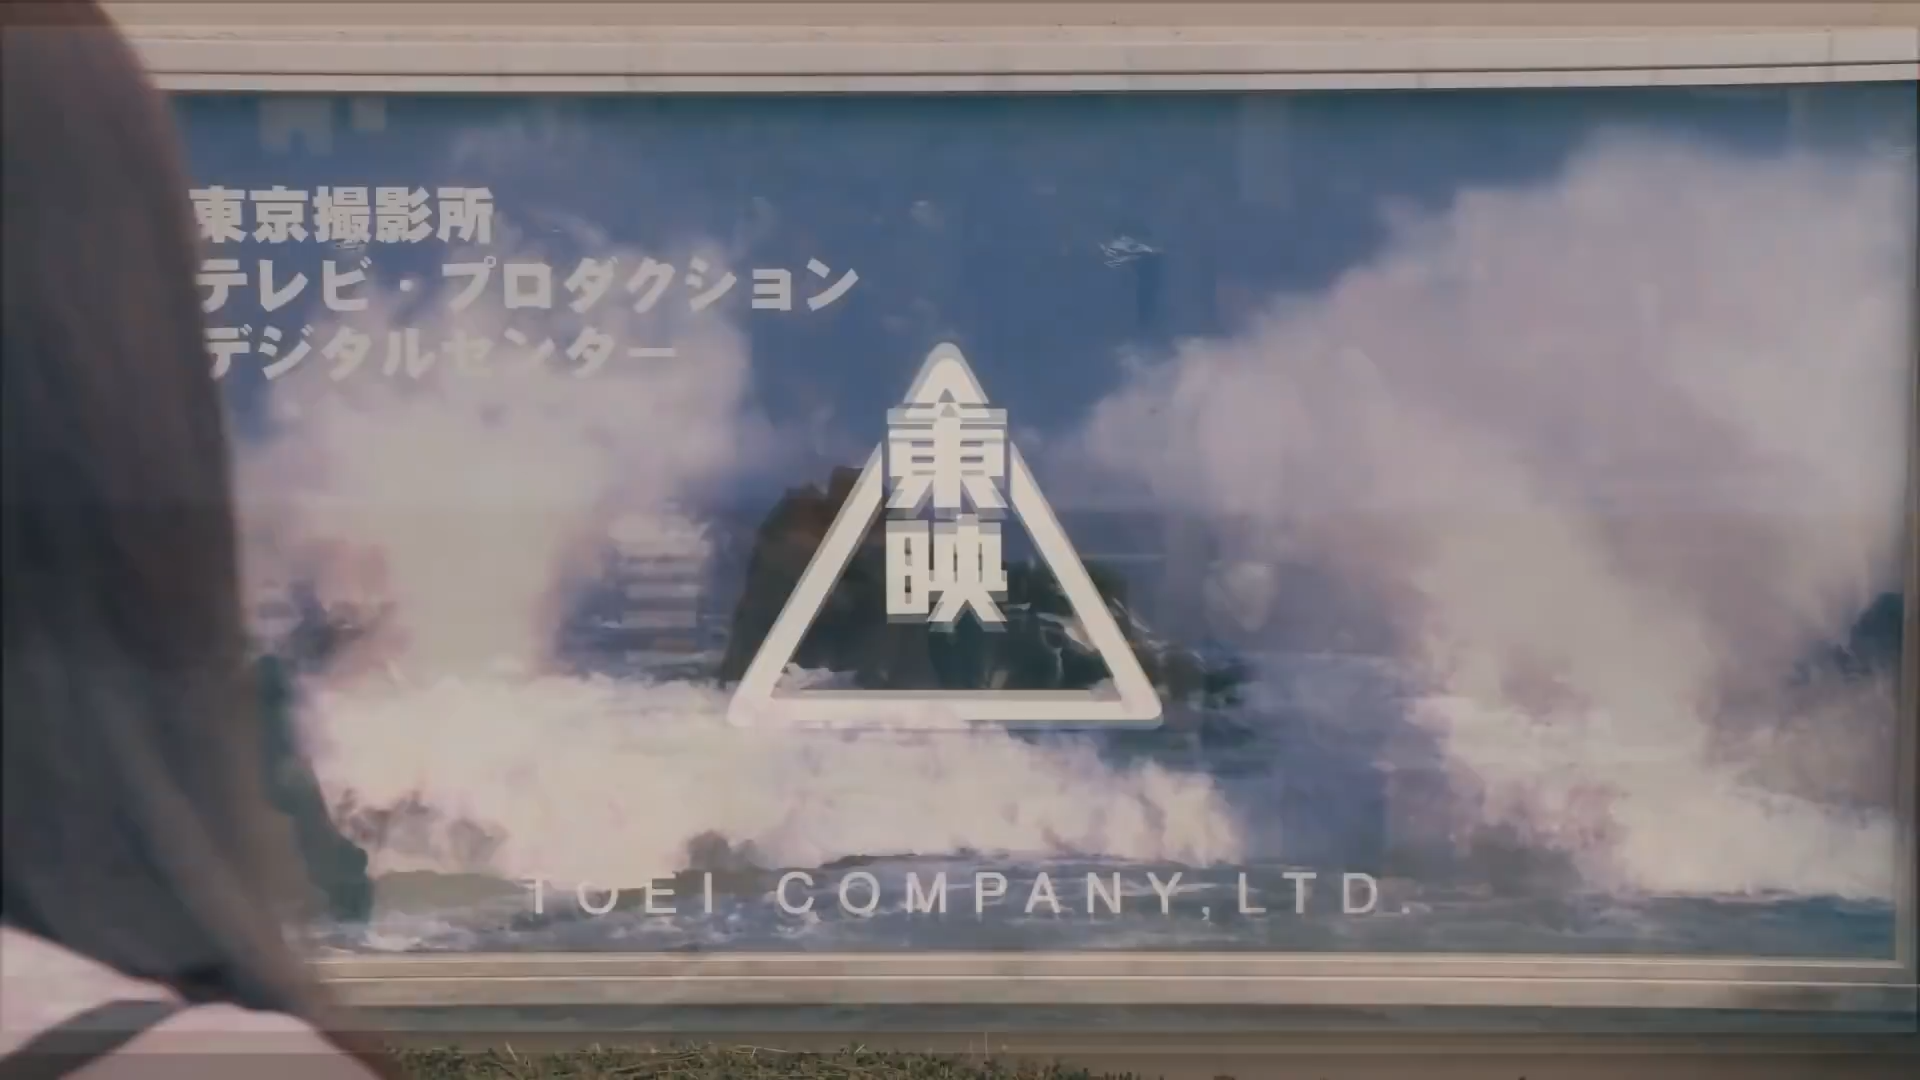 東京撮影所
テレビ・プロダクション
デジタルセンター
東
映
TOEI COMPANY,LTD.